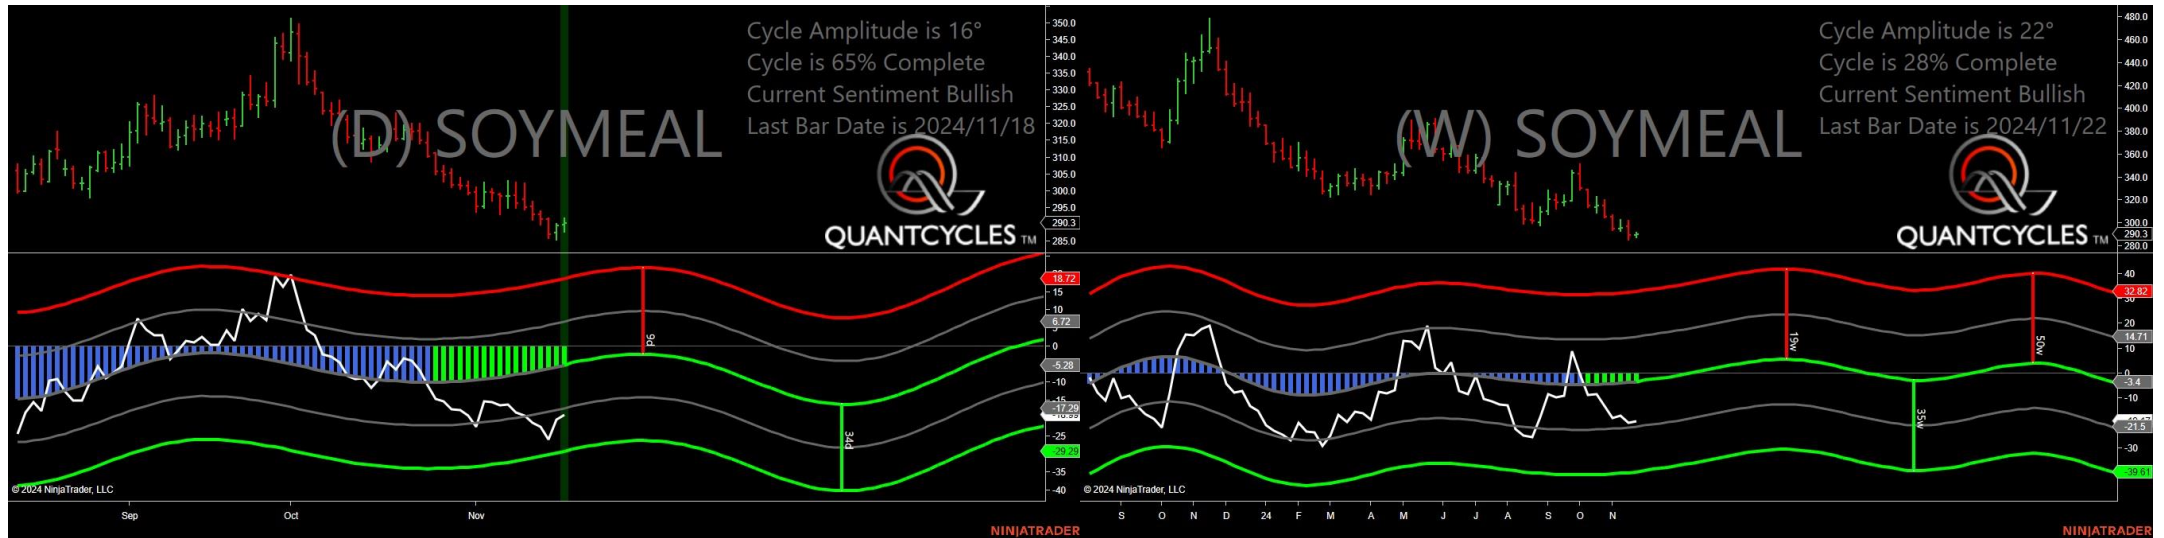 Cycle Amplitude is 16°
Cycle is 65% Complete
Current Sentiment Bullish
Last Bar Date is 2024/11/18
(D) SOYMEAL
QUANTCYCLES TM
350.0
345.0
340.0
335.0
330.0
325.0
320.0
315.0
310.0
305.0
300.0
295.0
290.3
285.0
18.72
15
10
6.72
5
0
-5.28
-10
-15
-17.29
-25
-29.29
-35
-40
9d
34d
© 2024 NinjaTrader, LLC
Sep Oct Nov
NINJATRADER
Cycle Amplitude is 22°
Cycle is 28% Complete
Current Sentiment Bullish
Last Bar Date is 2024/11/22
(W) SOYMEAL
QUANTCYCLES TM
480.0
460.0
440.0
420.0
400.0
380.0
360.0
340.0
320.0
300.0
290.3
280.0
40
32.82
30
20
14.71
10
0
-3.4
-10
-21.5
-30
-39.61
19w
35w
50w
© 2024 NinjaTrader, LLC
S O N D 24 F M A M J J A S O N
NINJATRADER